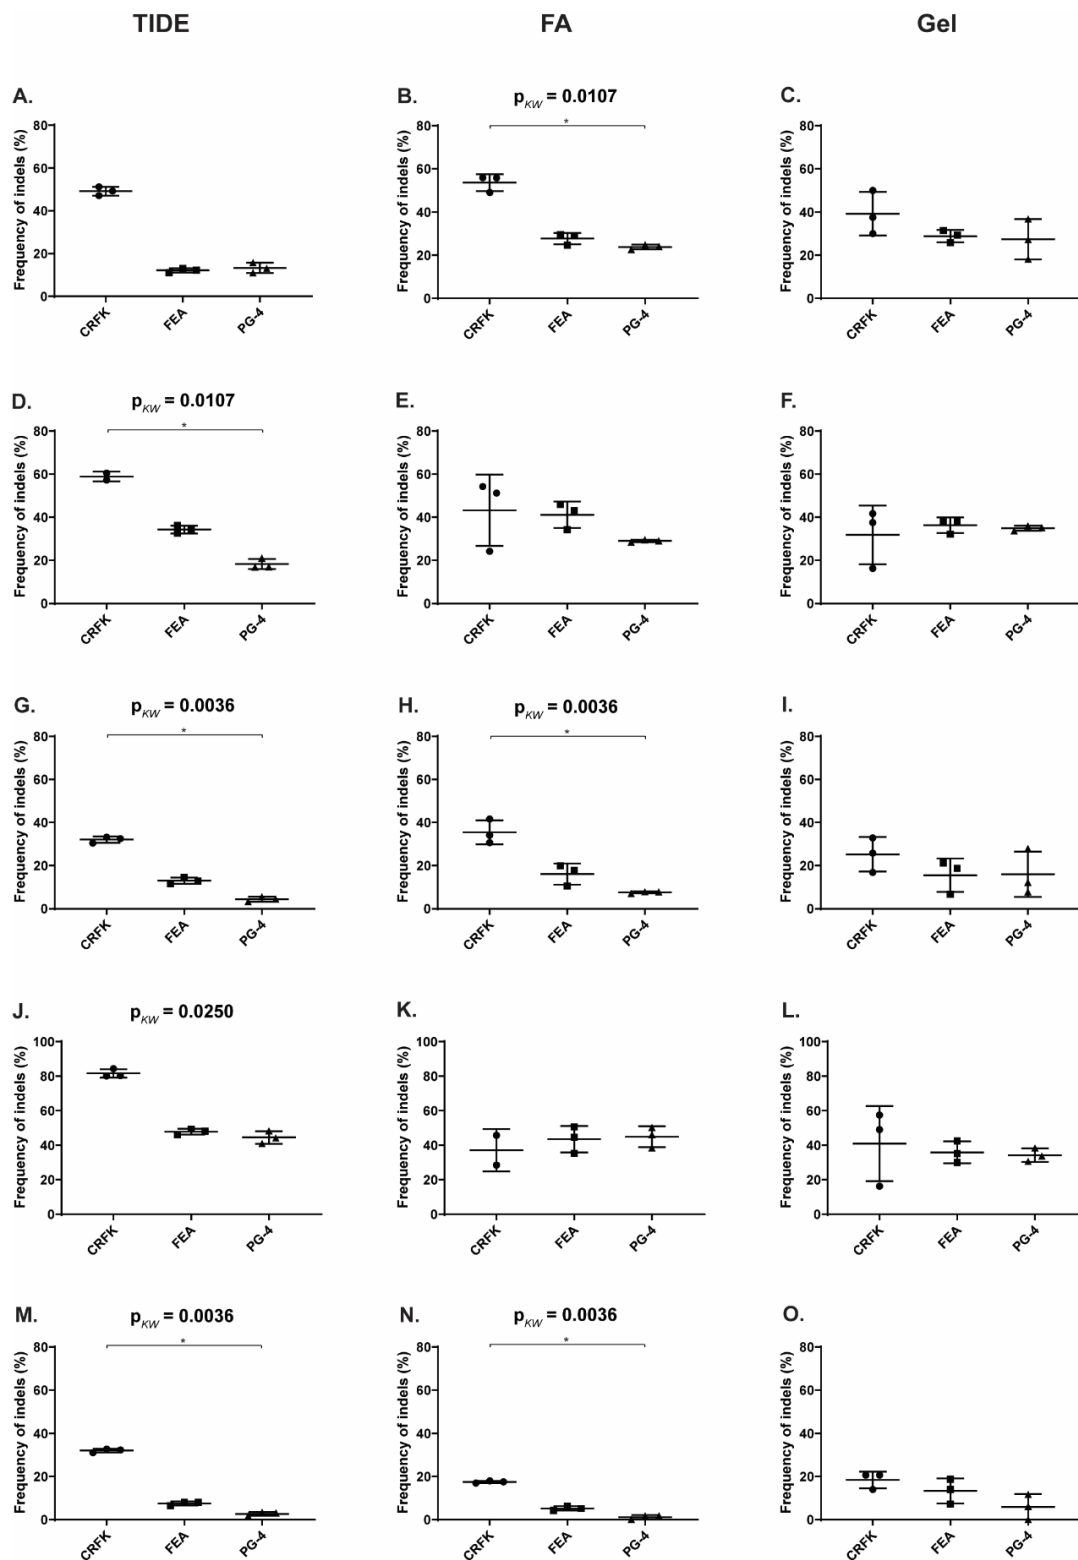 TIDE FA Gel
A.
Frequency of indels (%)
80
60
40
20
0
CRFK FEA PG-4
B. pKW = 0.0107
*
Frequency of indels (%)
80
60
40
20
0
CRFK FEA PG-4
C.
Frequency of indels (%)
80
60
40
20
0
CRFK FEA PG-4
D. pKW = 0.0107
*
Frequency of indels (%)
80
60
40
20
0
CRFK FEA PG-4
E.
Frequency of indels (%)
80
60
40
20
0
CRFK FEA PG-4
F.
Frequency of indels (%)
80
60
40
20
0
CRFK FEA PG-4
G. pKW = 0.0036
*
Frequency of indels (%)
80
60
40
20
0
CRFK FEA PG-4
H. pKW = 0.0036
*
Frequency of indels (%)
80
60
40
20
0
CRFK FEA PG-4
I.
Frequency of indels (%)
80
60
40
20
0
CRFK FEA PG-4
J. pKW = 0.0250
Frequency of indels (%)
100
80
60
40
20
0
CRFK FEA PG-4
K.
Frequency of indels (%)
100
80
60
40
20
0
CRFK FEA PG-4
L.
Frequency of indels (%)
100
80
60
40
20
0
CRFK FEA PG-4
M. pKW = 0.0036
*
Frequency of indels (%)
80
60
40
20
0
CRFK FEA PG-4
N. pKW = 0.0036
*
Frequency of indels (%)
80
60
40
20
0
CRFK FEA PG-4
O.
Frequency of indels (%)
80
60
40
20
0
CRFK FEA PG-4